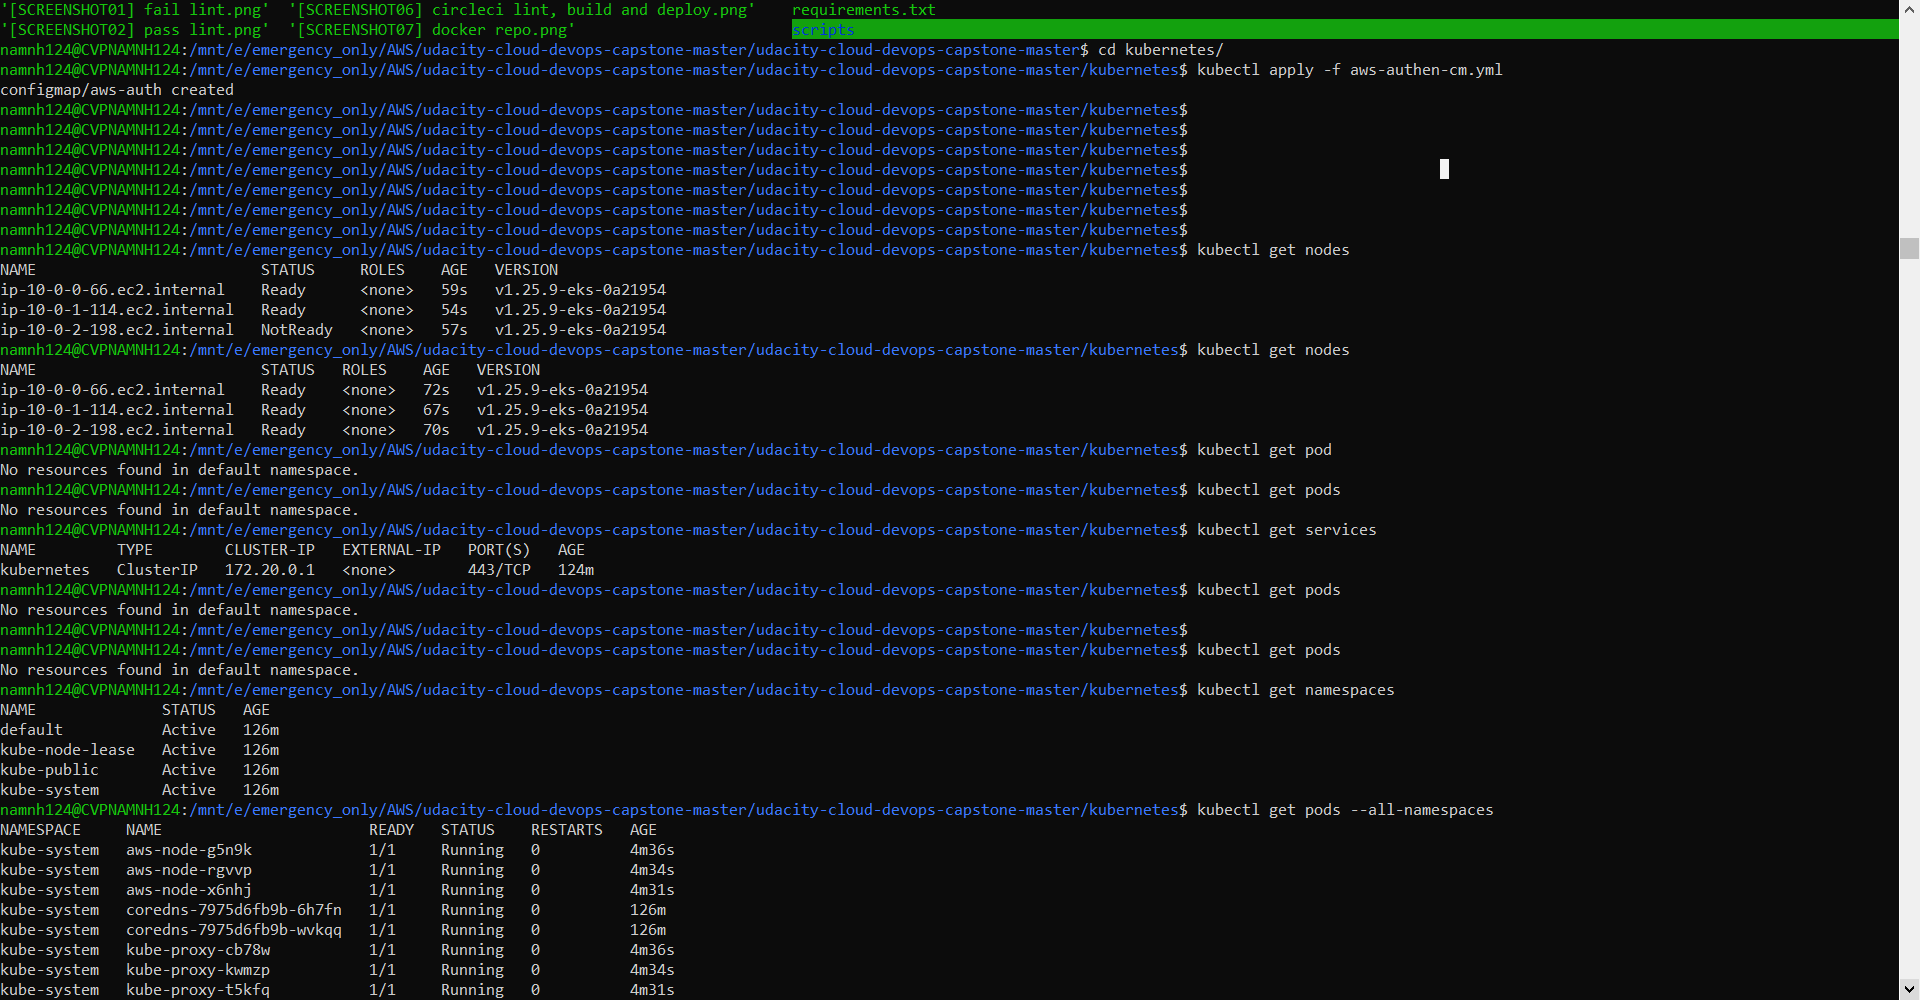 '[SCREENSHOT01] fail lint.png'  '[SCREENSHOT06] circleci lint, build and deploy.png'    requirements.txt
'[SCREENSHOT02] pass lint.png'  '[SCREENSHOT07] docker repo.png'                        scripts
namnh124@CVPNAMNH124:/mnt/e/emergency_only/AWS/udacity-cloud-devops-capstone-master/udacity-cloud-devops-capstone-master$ cd kubernetes/
namnh124@CVPNAMNH124:/mnt/e/emergency_only/AWS/udacity-cloud-devops-capstone-master/udacity-cloud-devops-capstone-master/kubernetes$ kubectl apply -f aws-authen-cm.yml
configmap/aws-auth created
namnh124@CVPNAMNH124:/mnt/e/emergency_only/AWS/udacity-cloud-devops-capstone-master/udacity-cloud-devops-capstone-master/kubernetes$
namnh124@CVPNAMNH124:/mnt/e/emergency_only/AWS/udacity-cloud-devops-capstone-master/udacity-cloud-devops-capstone-master/kubernetes$
namnh124@CVPNAMNH124:/mnt/e/emergency_only/AWS/udacity-cloud-devops-capstone-master/udacity-cloud-devops-capstone-master/kubernetes$
namnh124@CVPNAMNH124:/mnt/e/emergency_only/AWS/udacity-cloud-devops-capstone-master/udacity-cloud-devops-capstone-master/kubernetes$
namnh124@CVPNAMNH124:/mnt/e/emergency_only/AWS/udacity-cloud-devops-capstone-master/udacity-cloud-devops-capstone-master/kubernetes$
namnh124@CVPNAMNH124:/mnt/e/emergency_only/AWS/udacity-cloud-devops-capstone-master/udacity-cloud-devops-capstone-master/kubernetes$
namnh124@CVPNAMNH124:/mnt/e/emergency_only/AWS/udacity-cloud-devops-capstone-master/udacity-cloud-devops-capstone-master/kubernetes$
namnh124@CVPNAMNH124:/mnt/e/emergency_only/AWS/udacity-cloud-devops-capstone-master/udacity-cloud-devops-capstone-master/kubernetes$ kubectl get nodes
NAME                         STATUS     ROLES    AGE   VERSION
ip-10-0-0-66.ec2.internal    Ready      <none>   59s   v1.25.9-eks-0a21954
ip-10-0-1-114.ec2.internal   Ready      <none>   54s   v1.25.9-eks-0a21954
ip-10-0-2-198.ec2.internal   NotReady   <none>   57s   v1.25.9-eks-0a21954
namnh124@CVPNAMNH124:/mnt/e/emergency_only/AWS/udacity-cloud-devops-capstone-master/udacity-cloud-devops-capstone-master/kubernetes$ kubectl get nodes
NAME                         STATUS   ROLES    AGE   VERSION
ip-10-0-0-66.ec2.internal    Ready    <none>   72s   v1.25.9-eks-0a21954
ip-10-0-1-114.ec2.internal   Ready    <none>   67s   v1.25.9-eks-0a21954
ip-10-0-2-198.ec2.internal   Ready    <none>   70s   v1.25.9-eks-0a21954
namnh124@CVPNAMNH124:/mnt/e/emergency_only/AWS/udacity-cloud-devops-capstone-master/udacity-cloud-devops-capstone-master/kubernetes$ kubectl get pod
No resources found in default namespace.
namnh124@CVPNAMNH124:/mnt/e/emergency_only/AWS/udacity-cloud-devops-capstone-master/udacity-cloud-devops-capstone-master/kubernetes$ kubectl get pods
No resources found in default namespace.
namnh124@CVPNAMNH124:/mnt/e/emergency_only/AWS/udacity-cloud-devops-capstone-master/udacity-cloud-devops-capstone-master/kubernetes$ kubectl get services
NAME         TYPE        CLUSTER-IP   EXTERNAL-IP   PORT(S)   AGE
kubernetes   ClusterIP   172.20.0.1   <none>        443/TCP   124m
namnh124@CVPNAMNH124:/mnt/e/emergency_only/AWS/udacity-cloud-devops-capstone-master/udacity-cloud-devops-capstone-master/kubernetes$ kubectl get pods
No resources found in default namespace.
namnh124@CVPNAMNH124:/mnt/e/emergency_only/AWS/udacity-cloud-devops-capstone-master/udacity-cloud-devops-capstone-master/kubernetes$
namnh124@CVPNAMNH124:/mnt/e/emergency_only/AWS/udacity-cloud-devops-capstone-master/udacity-cloud-devops-capstone-master/kubernetes$ kubectl get pods
No resources found in default namespace.
namnh124@CVPNAMNH124:/mnt/e/emergency_only/AWS/udacity-cloud-devops-capstone-master/udacity-cloud-devops-capstone-master/kubernetes$ kubectl get namespaces
NAME              STATUS   AGE
default           Active   126m
kube-node-lease   Active   126m
kube-public       Active   126m
kube-system       Active   126m
namnh124@CVPNAMNH124:/mnt/e/emergency_only/AWS/udacity-cloud-devops-capstone-master/udacity-cloud-devops-capstone-master/kubernetes$ kubectl get pods --all-namespaces
NAMESPACE     NAME                       READY   STATUS    RESTARTS   AGE
kube-system   aws-node-g5n9k             1/1     Running   0          4m36s
kube-system   aws-node-rgvvp             1/1     Running   0          4m34s
kube-system   aws-node-x6nhj             1/1     Running   0          4m31s
kube-system   coredns-7975d6fb9b-6h7fn   1/1     Running   0          126m
kube-system   coredns-7975d6fb9b-wvkqq   1/1     Running   0          126m
kube-system   kube-proxy-cb78w           1/1     Running   0          4m36s
kube-system   kube-proxy-kwmzp           1/1     Running   0          4m34s
kube-system   kube-proxy-t5kfq           1/1     Running   0          4m31s